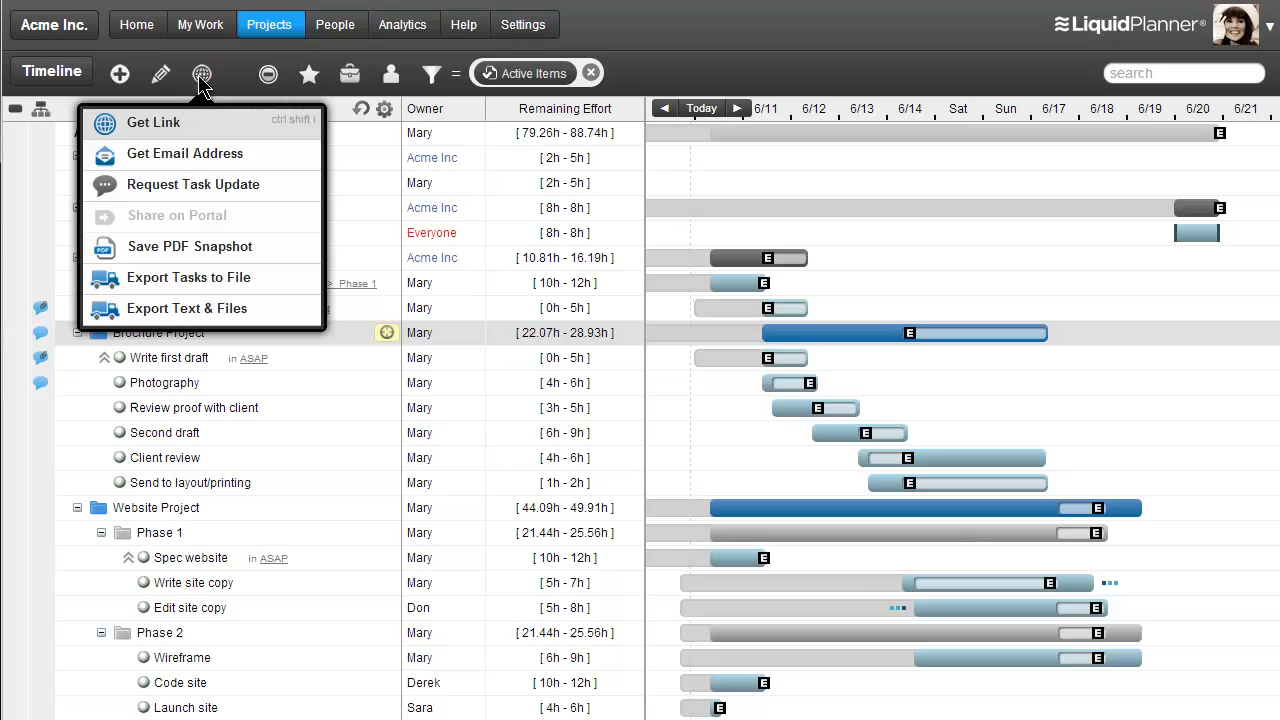 Acme Inc. Home My Work Projects People Analytics Help Settings LiquidPlanner®
Timeline = Active Items search
Owner Remaining Effort Today 6/11 6/12 6/13 6/14 Sat Sun 6/17 6/18 6/19 6/20 6/21
Get Link ctrl shift l
Get Email Address
Request Task Update
Share on Portal
PDF Save PDF Snapshot
Export Tasks to File
Export Text & Files
Mary [ 79.26h - 88.74h ] E
Acme Inc [ 2h - 5h ]
Mary [ 2h - 5h ]
Acme Inc [ 8h - 8h ] E
Everyone [ 8h - 8h ]
Acme Inc [ 10.81h - 16.19h ] E
> Phase 1 Mary [ 10h - 12h ] E
Mary [ 0h - 5h ] E
Brochure Project Mary [ 22.07h - 28.93h ] E
Write first draft in ASAP Mary [ 0h - 5h ] E
Photography Mary [ 4h - 6h ] E
Review proof with client Mary [ 3h - 5h ] E
Second draft Mary [ 6h - 9h ] E
Client review Mary [ 4h - 6h ] E
Send to layout/printing Mary [ 1h - 2h ] E
Website Project Mary [ 44.09h - 49.91h ] E
Phase 1 Mary [ 21.44h - 25.56h ] E
Spec website in ASAP Mary [ 10h - 12h ] E
Write site copy Mary [ 5h - 7h ] E
Edit site copy Don [ 5h - 8h ] E
Phase 2 Mary [ 21.44h - 25.56h ] E
Wireframe Mary [ 6h - 9h ] E
Code site Derek [ 10h - 12h ] E
Launch site Sara [ 4h - 6h ] E